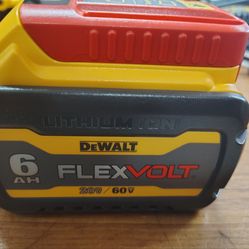 LITHIUM ION
DEWALT
6
AH
FLEXVOLT
20V / 60V